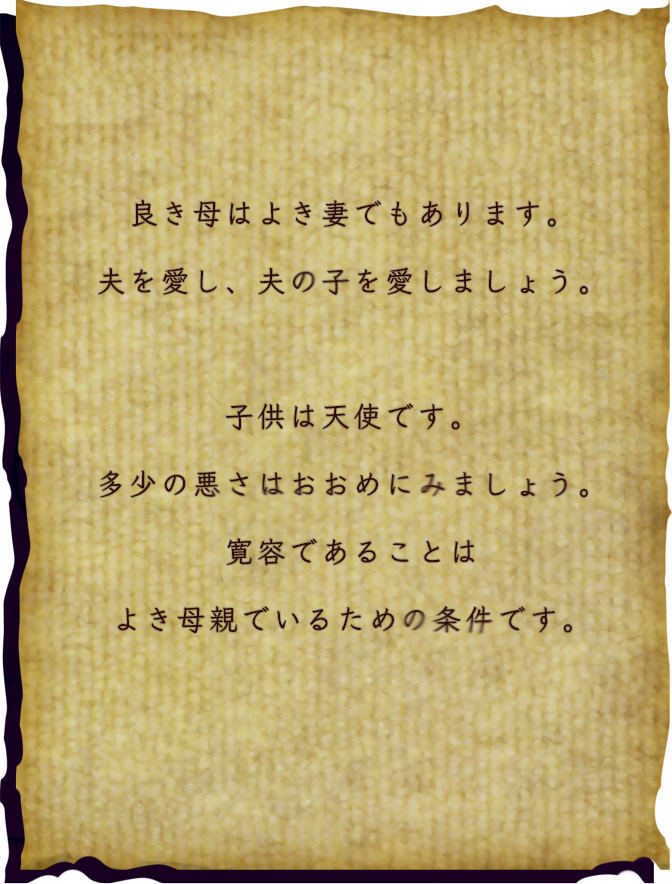 良き母はよき妻でもあります。
夫を愛し、夫の子を愛しましょう。
子供は天使です。
多少の悪さはおおめにみましょう。
寛容であることは
よき母親でいるための条件です。